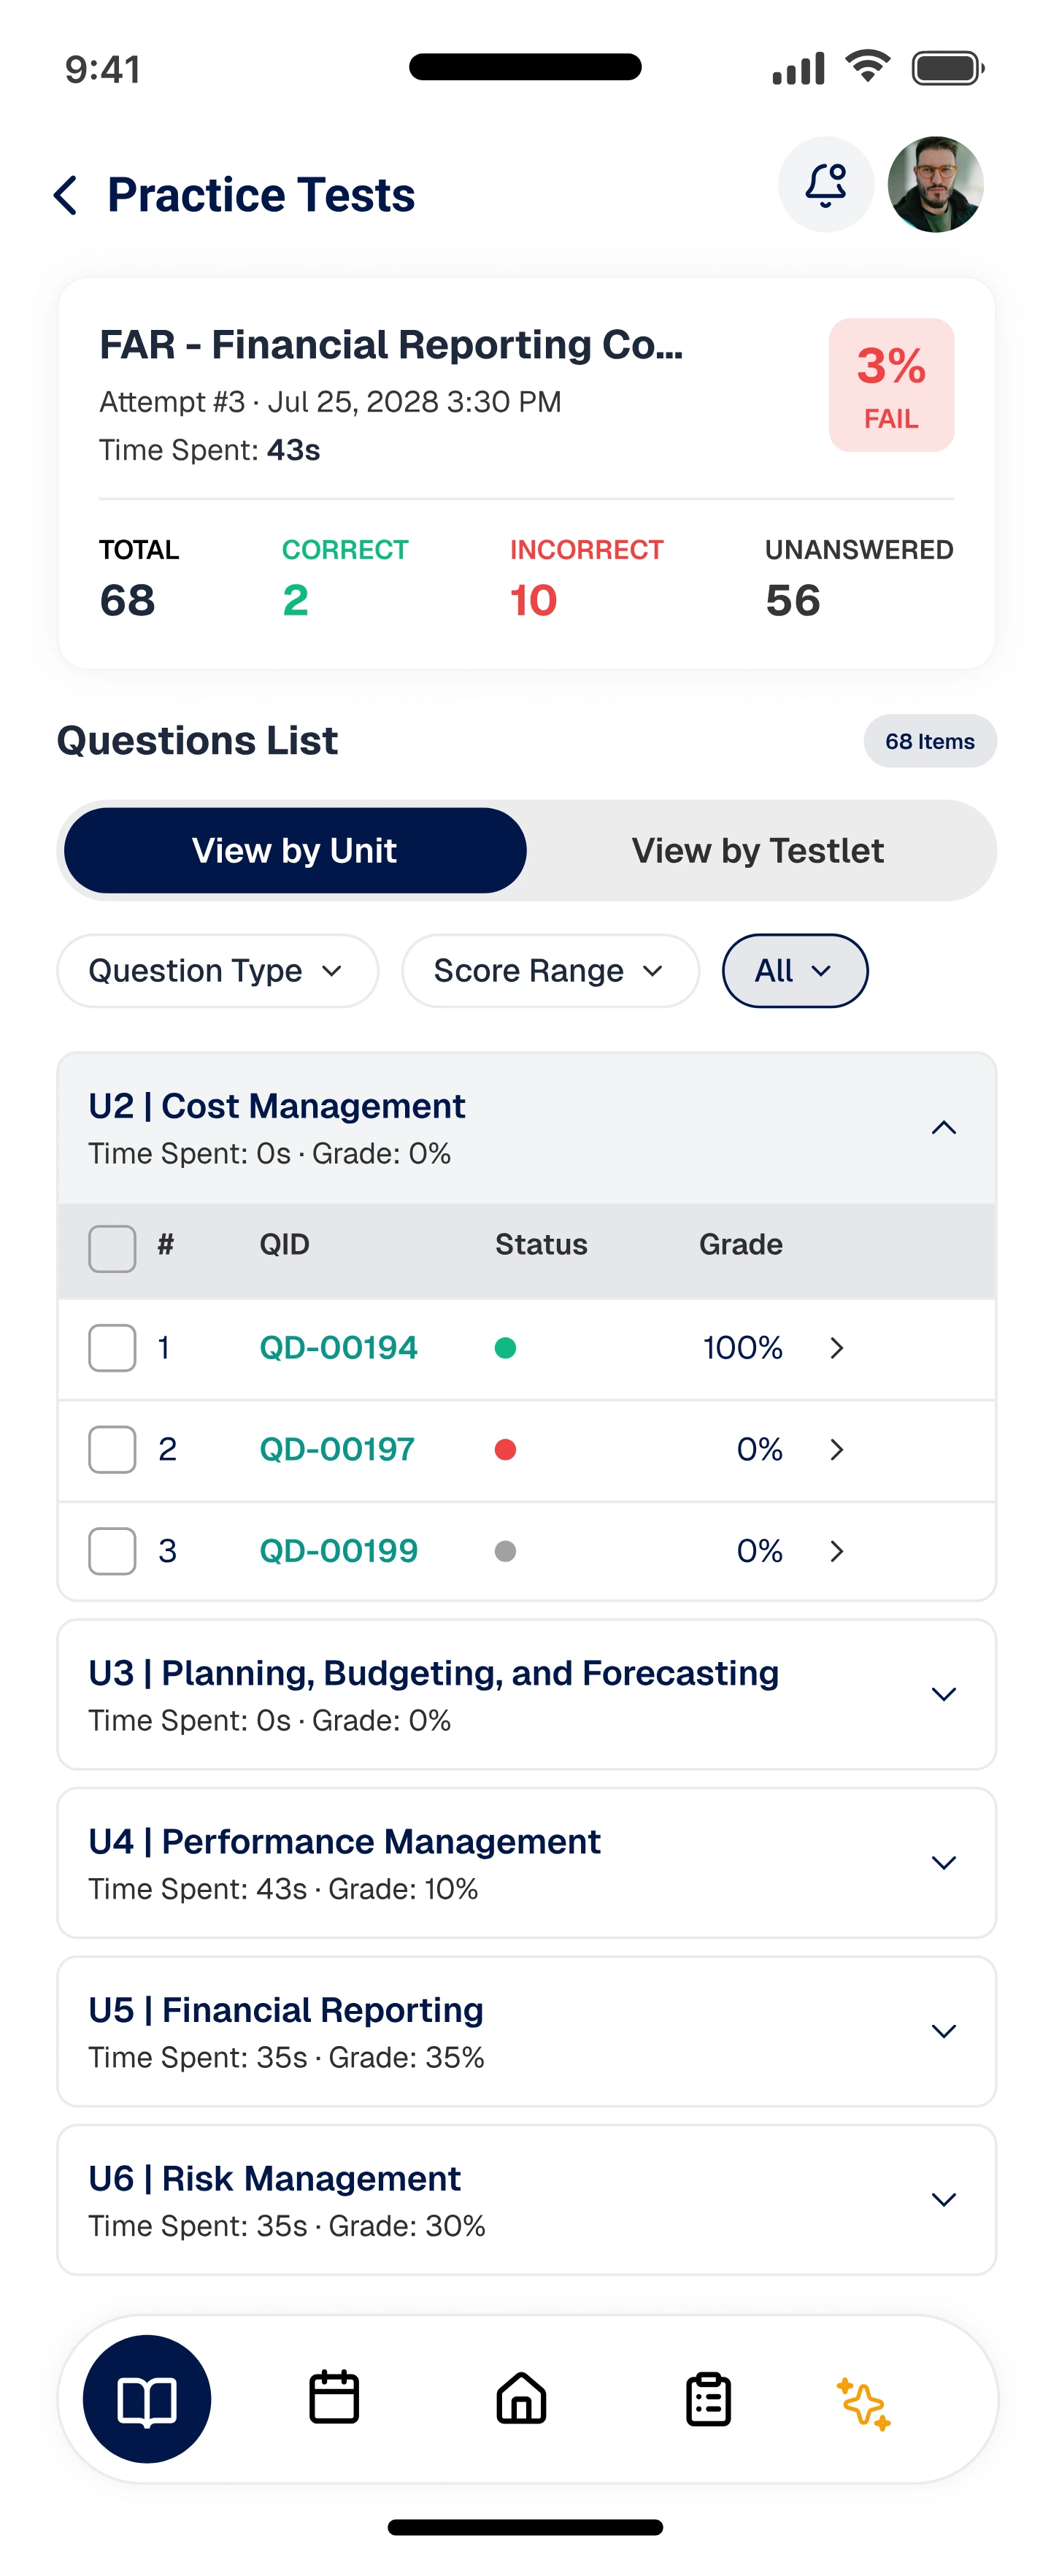 9:41
Practice Tests
FAR - Financial Reporting Co...
3%
FAIL
Attempt #3 · Jul 25, 2028 3:30 PM
Time Spent: 43s
TOTAL CORRECT INCORRECT UNANSWERED
68 2 10 56
Questions List 68 Items
View by Unit View by Testlet
Question Type Score Range All
U2 | Cost Management
Time Spent: 0s · Grade: 0%
# QID Status Grade
1 QD-00194 100%
2 QD-00197 0%
3 QD-00199 0%
U3 | Planning, Budgeting, and Forecasting
Time Spent: 0s · Grade: 0%
U4 | Performance Management
Time Spent: 43s · Grade: 10%
U5 | Financial Reporting
Time Spent: 35s · Grade: 35%
U6 | Risk Management
Time Spent: 35s · Grade: 30%